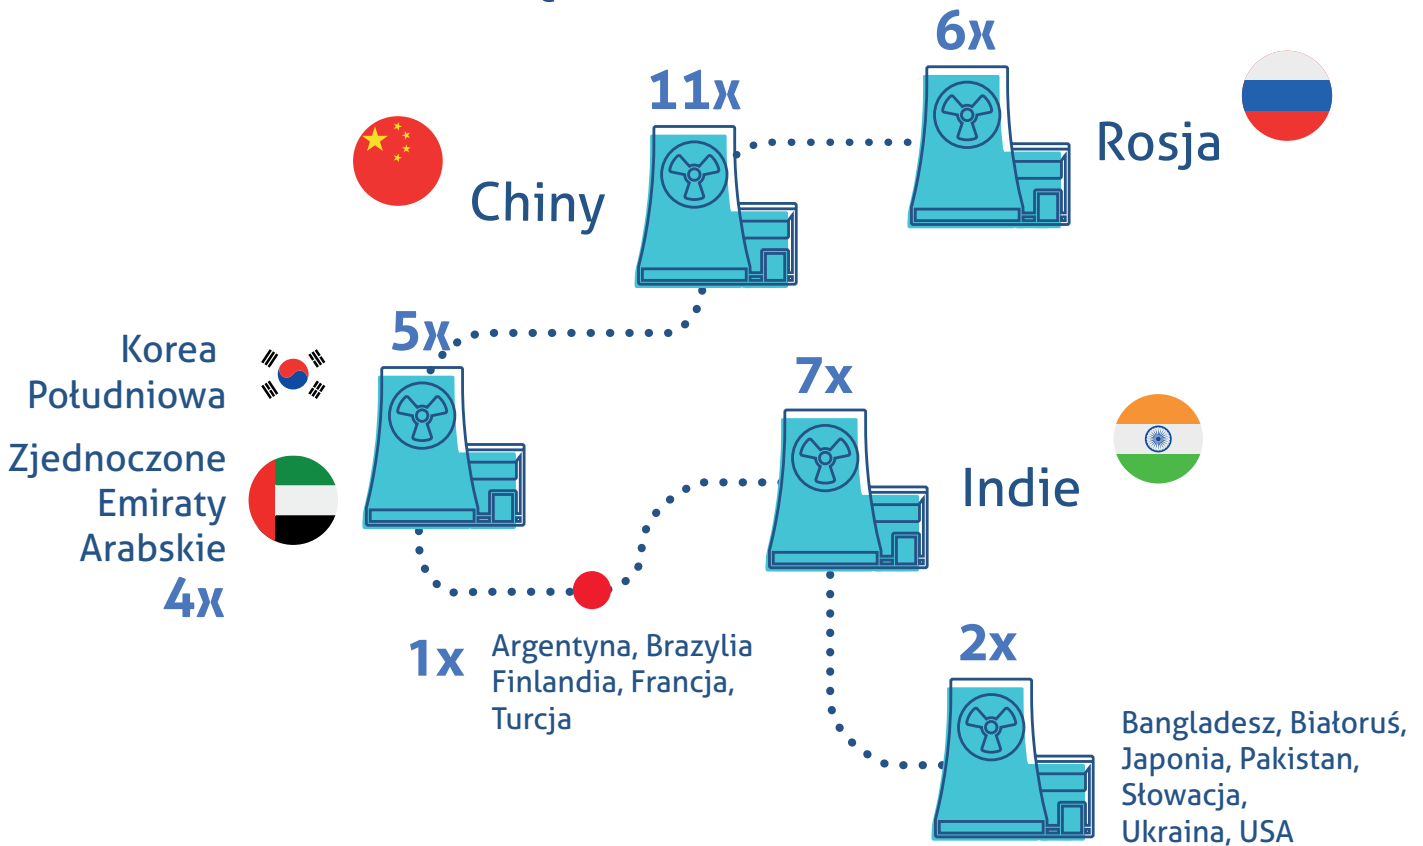 6x
Rosja
11x
Chiny
5x
Korea
Południowa
Zjednoczone
Emiraty
Arabskie
4x
7x
Indie
1x
Argentyna, Brazylia
Finlandia, Francja,
Turcja
2x
Bangladesz, Białoruś,
Japonia, Pakistan,
Słowacja,
Ukraina, USA